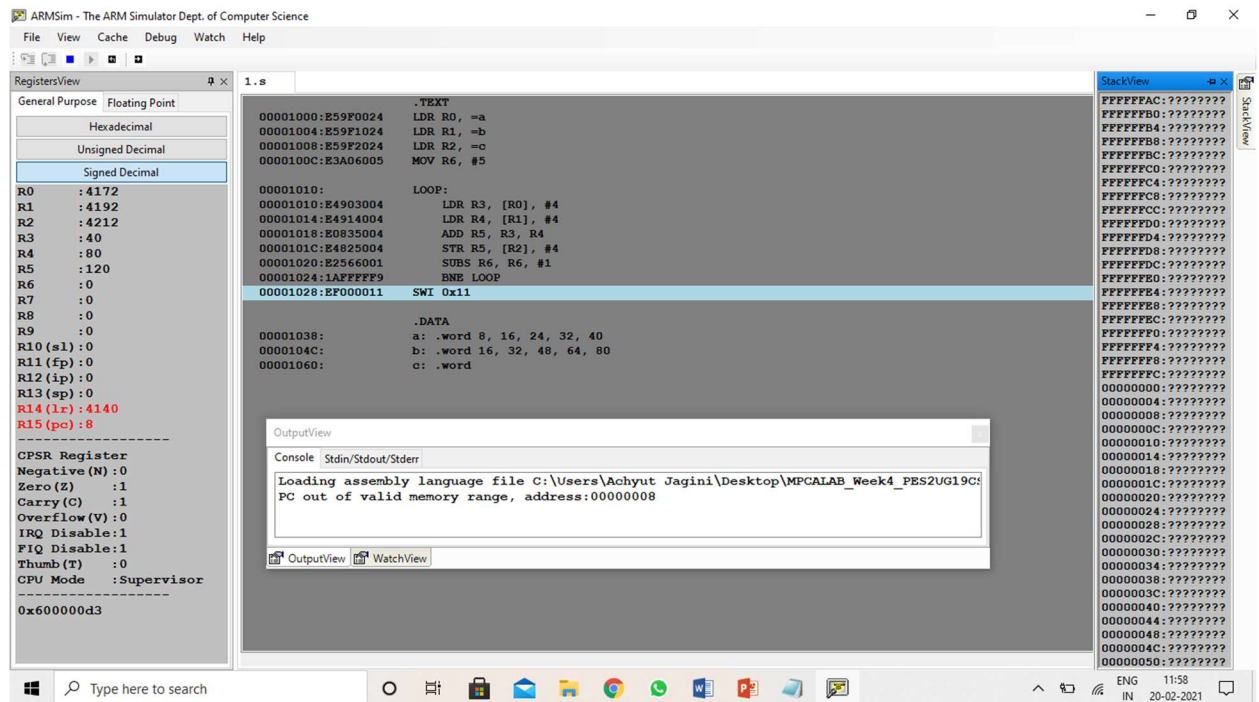 ARMSim - The ARM Simulator Dept. of Computer Science
File View Cache Debug Watch Help
RegistersView
General Purpose Floating Point
Hexadecimal
Unsigned Decimal
Signed Decimal
R0 :4172
R1 :4192
R2 :4212
R3 :40
R4 :80
R5 :120
R6 :0
R7 :0
R8 :0
R9 :0
R10(sl):0
R11(fp):0
R12(ip):0
R13(sp):0
R14(lr):4140
R15(pc):8
------------------
CPSR Register
Negative(N):0
Zero(Z) :1
Carry(C) :1
Overflow(V):0
IRQ Disable:1
FIQ Disable:1
Thumb(T) :0
CPU Mode :Supervisor
------------------
0x600000d3
1.s
.TEXT
00001000:E59F0024 LDR R0, =a
00001004:E59F1024 LDR R1, =b
00001008:E59F2024 LDR R2, =c
0000100C:E3A06005 MOV R6, #5
00001010: LOOP:
00001010:E4903004 LDR R3, [R0], #4
00001014:E4914004 LDR R4, [R1], #4
00001018:E0835004 ADD R5, R3, R4
0000101C:E4825004 STR R5, [R2], #4
00001020:E2566001 SUBS R6, R6, #1
00001024:1AFFFFF9 BNE LOOP
00001028:EF000011 SWI 0x11
.DATA
00001038: a: .word 8, 16, 24, 32, 40
0000104C: b: .word 16, 32, 48, 64, 80
00001060: c: .word
OutputView
Console Stdin/Stdout/Stderr
Loading assembly language file C:\Users\Achyut Jagini\Desktop\MPCALAB_Week4_PES2UG19CS
PC out of valid memory range, address:00000008
OutputView WatchView
StackView
FFFFFFAC:????????
FFFFFFB0:????????
FFFFFFB4:????????
FFFFFFB8:????????
FFFFFFBC:????????
FFFFFFC0:????????
FFFFFFC4:????????
FFFFFFC8:????????
FFFFFFCC:????????
FFFFFFD0:????????
FFFFFFD4:????????
FFFFFFD8:????????
FFFFFFDC:????????
FFFFFFE0:????????
FFFFFFE4:????????
FFFFFFE8:????????
FFFFFFEC:????????
FFFFFFF0:????????
FFFFFFF4:????????
FFFFFFF8:????????
FFFFFFFC:????????
00000000:????????
00000004:????????
00000008:????????
0000000C:????????
00000010:????????
00000014:????????
00000018:????????
0000001C:????????
00000020:????????
00000024:????????
00000028:????????
0000002C:????????
00000030:????????
00000034:????????
00000038:????????
0000003C:????????
00000040:????????
00000044:????????
00000048:????????
0000004C:????????
00000050:????????
StackView
Type here to search
ENG
IN
11:58
20-02-2021